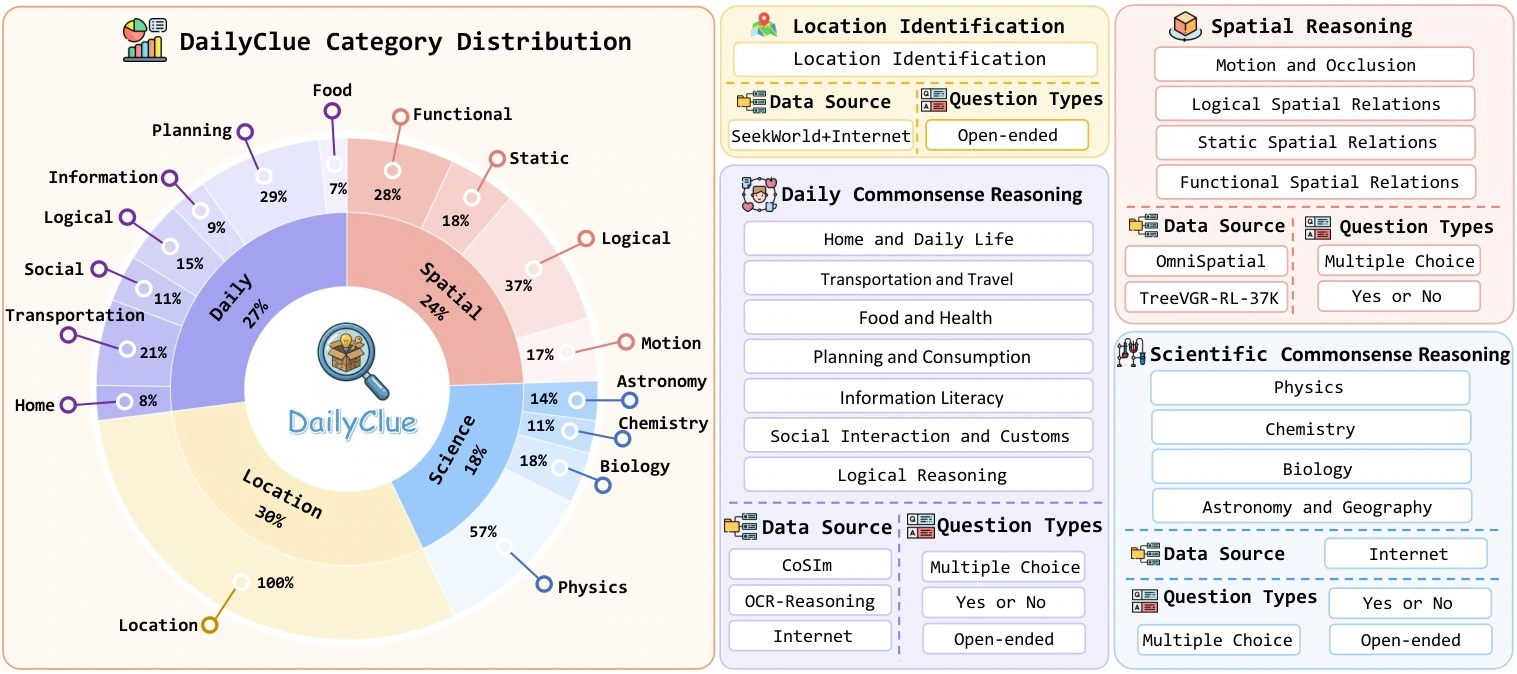 DailyClue Category Distribution
Food
Functional
Planning
Static
Information
29%
7%
28%
9%
18%
Logical
15%
Logical
37%
Social
11%
Daily
27%
Spatial
24%
Transportation
21%
17%
Motion
Home
8%
Astronomy
14%
Chemistry
11%
Biology
18%
DailyClue
Science
18%
Location
30%
57%
Physics
100%
Location
Location Identification
Location Identification
Data Source
Question Types
SeekWorld+Internet
Open-ended
Daily Commonsense Reasoning
Home and Daily Life
Transportation and Travel
Food and Health
Planning and Consumption
Information Literacy
Social Interaction and Customs
Logical Reasoning
Data Source
Question Types
CoSIm
Multiple Choice
OCR-Reasoning
Yes or No
Internet
Open-ended
Spatial Reasoning
Motion and Occlusion
Logical Spatial Relations
Static Spatial Relations
Functional Spatial Relations
Data Source
Question Types
OmniSpatial
Multiple Choice
TreeVGR-RL-37K
Yes or No
Scientific Commonsense Reasoning
Physics
Chemistry
Biology
Astronomy and Geography
Data Source
Internet
Question Types
Yes or No
Multiple Choice
Open-ended